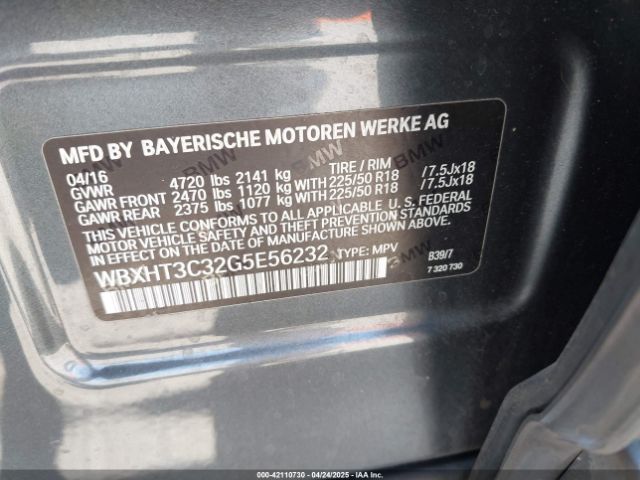 MFD BY BAYERISCHE MOTOREN WERKE AG
04/16 TIRE / RIM
GVWR 4720 lbs 2141 kg
GAWR FRONT 2470 lbs 1120 kg WITH 225/50 R18 /7.5Jx18
GAWR REAR 2375 lbs 1077 kg WITH 225/50 R18 /7.5Jx18
THIS VEHICLE CONFORMS TO ALL APPLICABLE U. S. FEDERAL
MOTOR VEHICLE SAFETY AND THEFT PREVENTION STANDARDS
IN EFFECT ON THE DATE OF MANUFACTURE SHOWN ABOVE.
WBXHT3C32G5E56232 TYPE: MPV B39/7
7 320 730
000-42110730 - 04/24/2025 - IAAI.COM